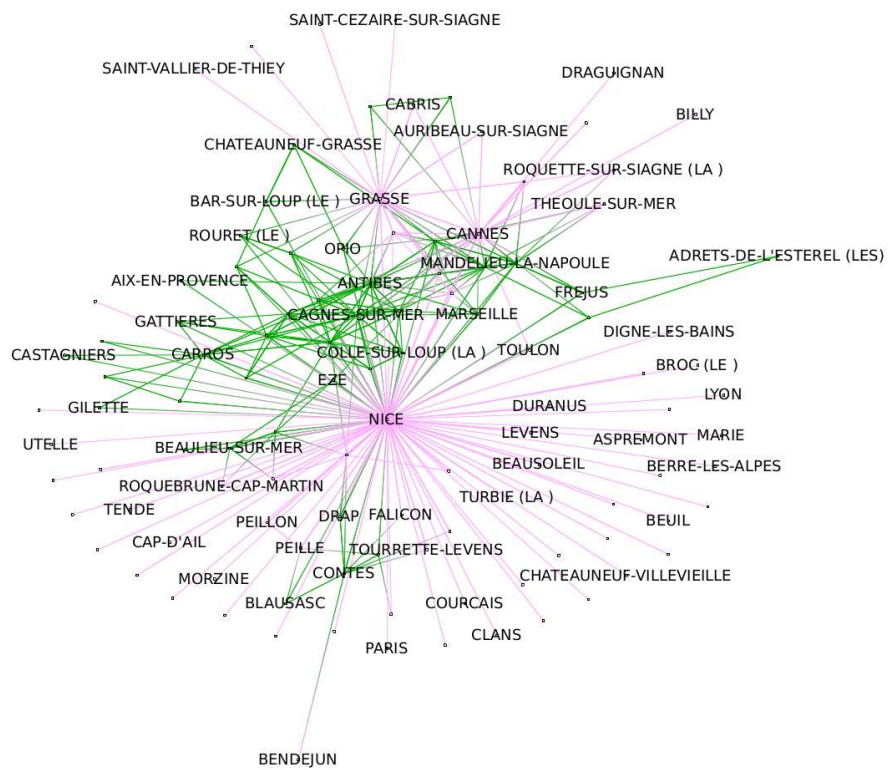 SAINT-CEZAIRE-SUR-SIAGNE
SAINT-VALLIER-DE-THIEY
DRAGUIGNAN
CABRIS
BILLY
AURIBEAU-SUR-SIAGNE
CHATEAUNEUF-GRASSE
ROQUETTE-SUR-SIAGNE (LA )
BAR-SUR-LOUP (LE )
GRASSE
THEOULE-SUR-MER
ROURET (LE )
CANNES
OPIO
ADRETS-DE-L'ESTEREL (LES)
MANDELIEU-LA-NAPOULE
AIX-EN-PROVENCE
ANTIBES
FREJUS
CAGNES-SUR-MER
MARSEILLE
GATTIERES
DIGNE-LES-BAINS
CASTAGNIERS
CARROS
COLLE-SUR-LOUP (LA )
TOULON
BROC (LE )
EZE
LYON
GILETTE
DURANUS
NICE
LEVENS
ASPREMONT
MARIE
UTELLE
BEAULIEU-SUR-MER
BEAUSOLEIL
BERRE-LES-ALPES
ROQUEBRUNE-CAP-MARTIN
TURBIE (LA )
TENDE
PEILLON
DRAP
FALICON
BEUIL
CAP-D'AIL
PEILLE
TOURRETTE-LEVENS
CONTES
MORZINE
CHATEAUNEUF-VILLEVIEILLE
BLAUSASC
COURCAIS
CLANS
PARIS
BENDEJUN